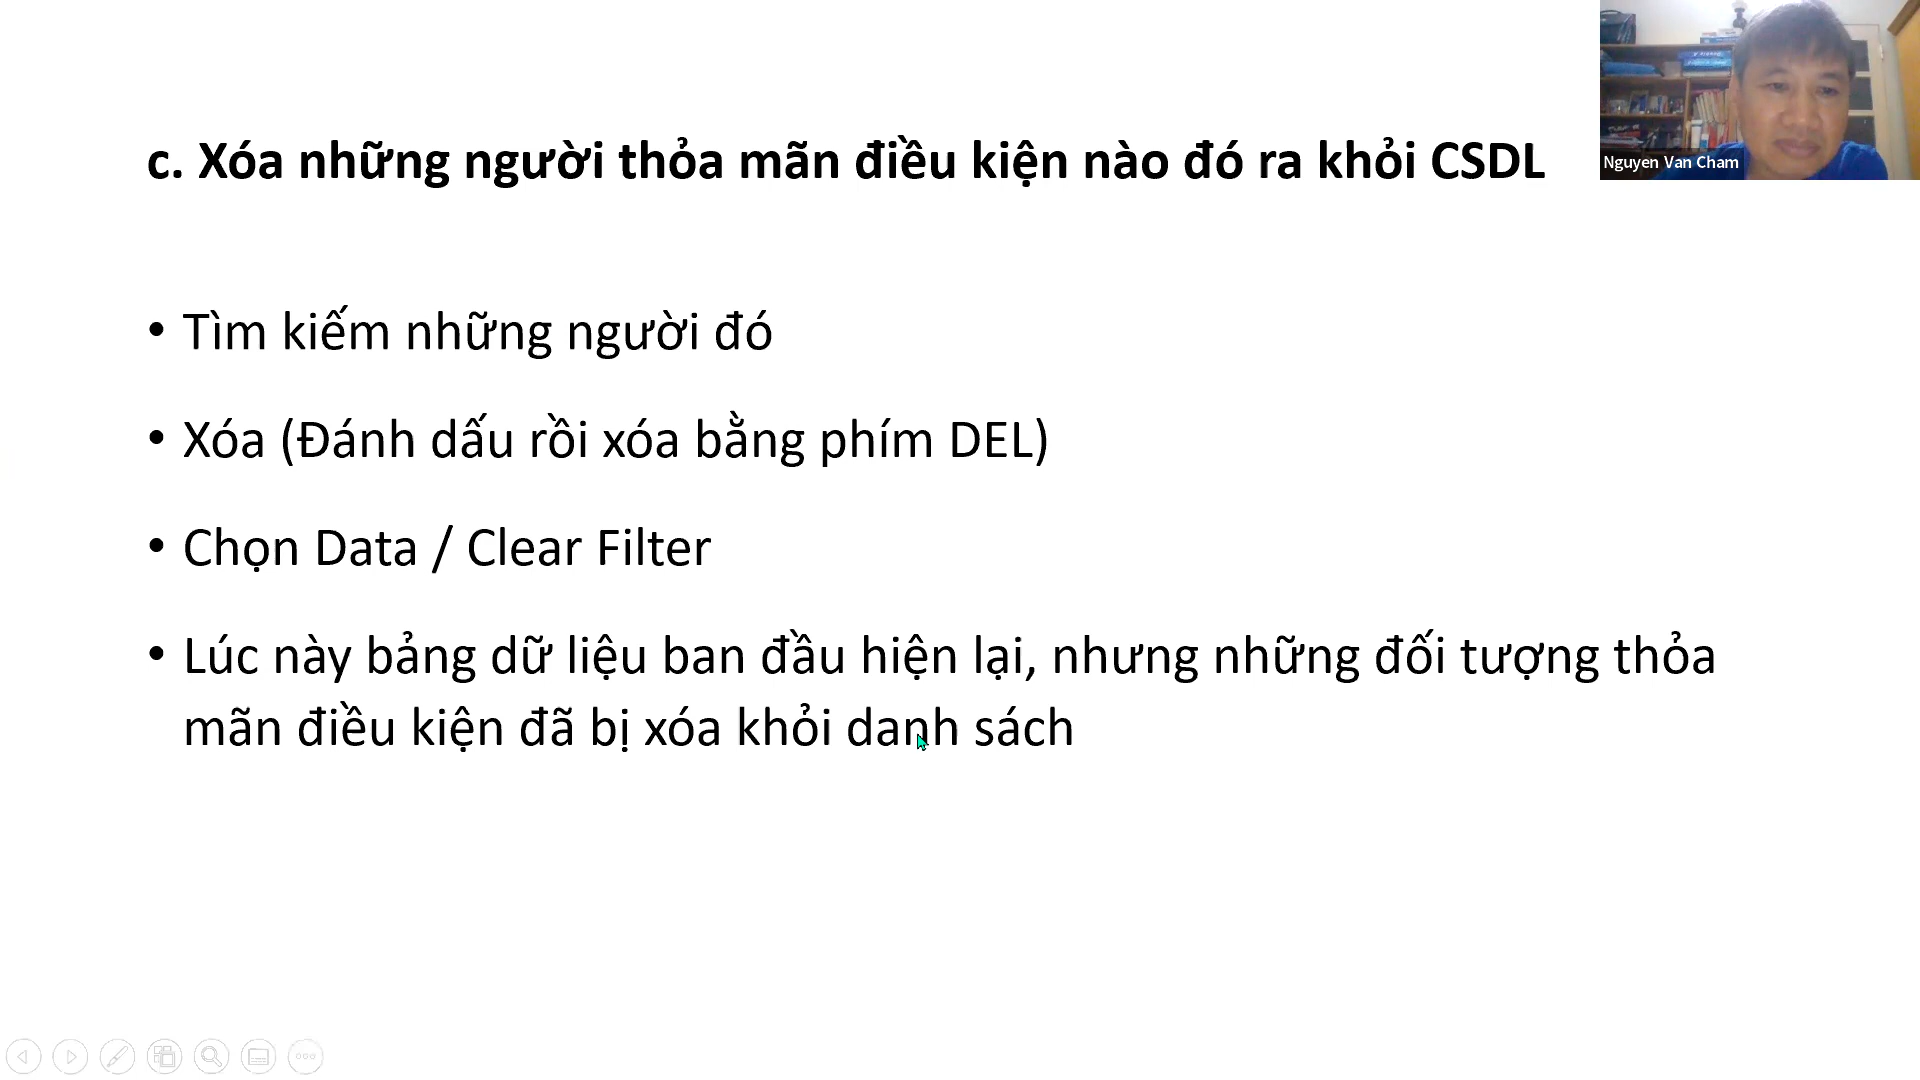 c. Xóa những người thỏa mãn điều kiện nào đó ra khỏi CSDL
Nguyen Van Cham
• Tìm kiếm những người đó
• Xóa (Đánh dấu rồi xóa bằng phím DEL)
• Chọn Data / Clear Filter
• Lúc này bảng dữ liệu ban đầu hiện lại, nhưng những đối tượng thỏa
mãn điều kiện đã bị xóa khỏi danh sách